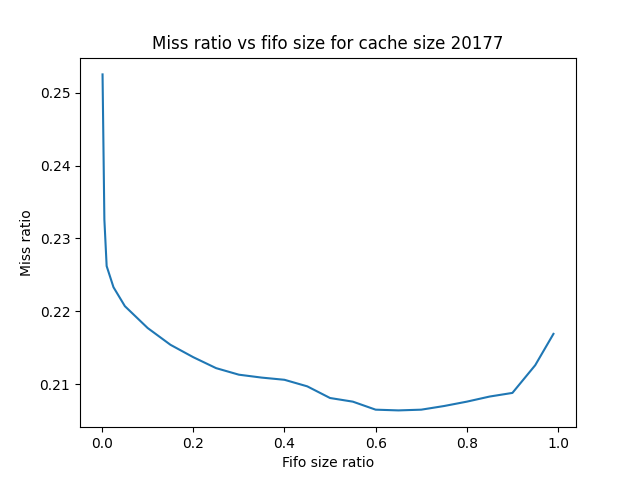 Miss ratio vs fifo size for cache size 20177
0.25
0.24
0.23
0.22
0.21
Miss ratio
0.0 0.2 0.4 0.6 0.8 1.0
Fifo size ratio